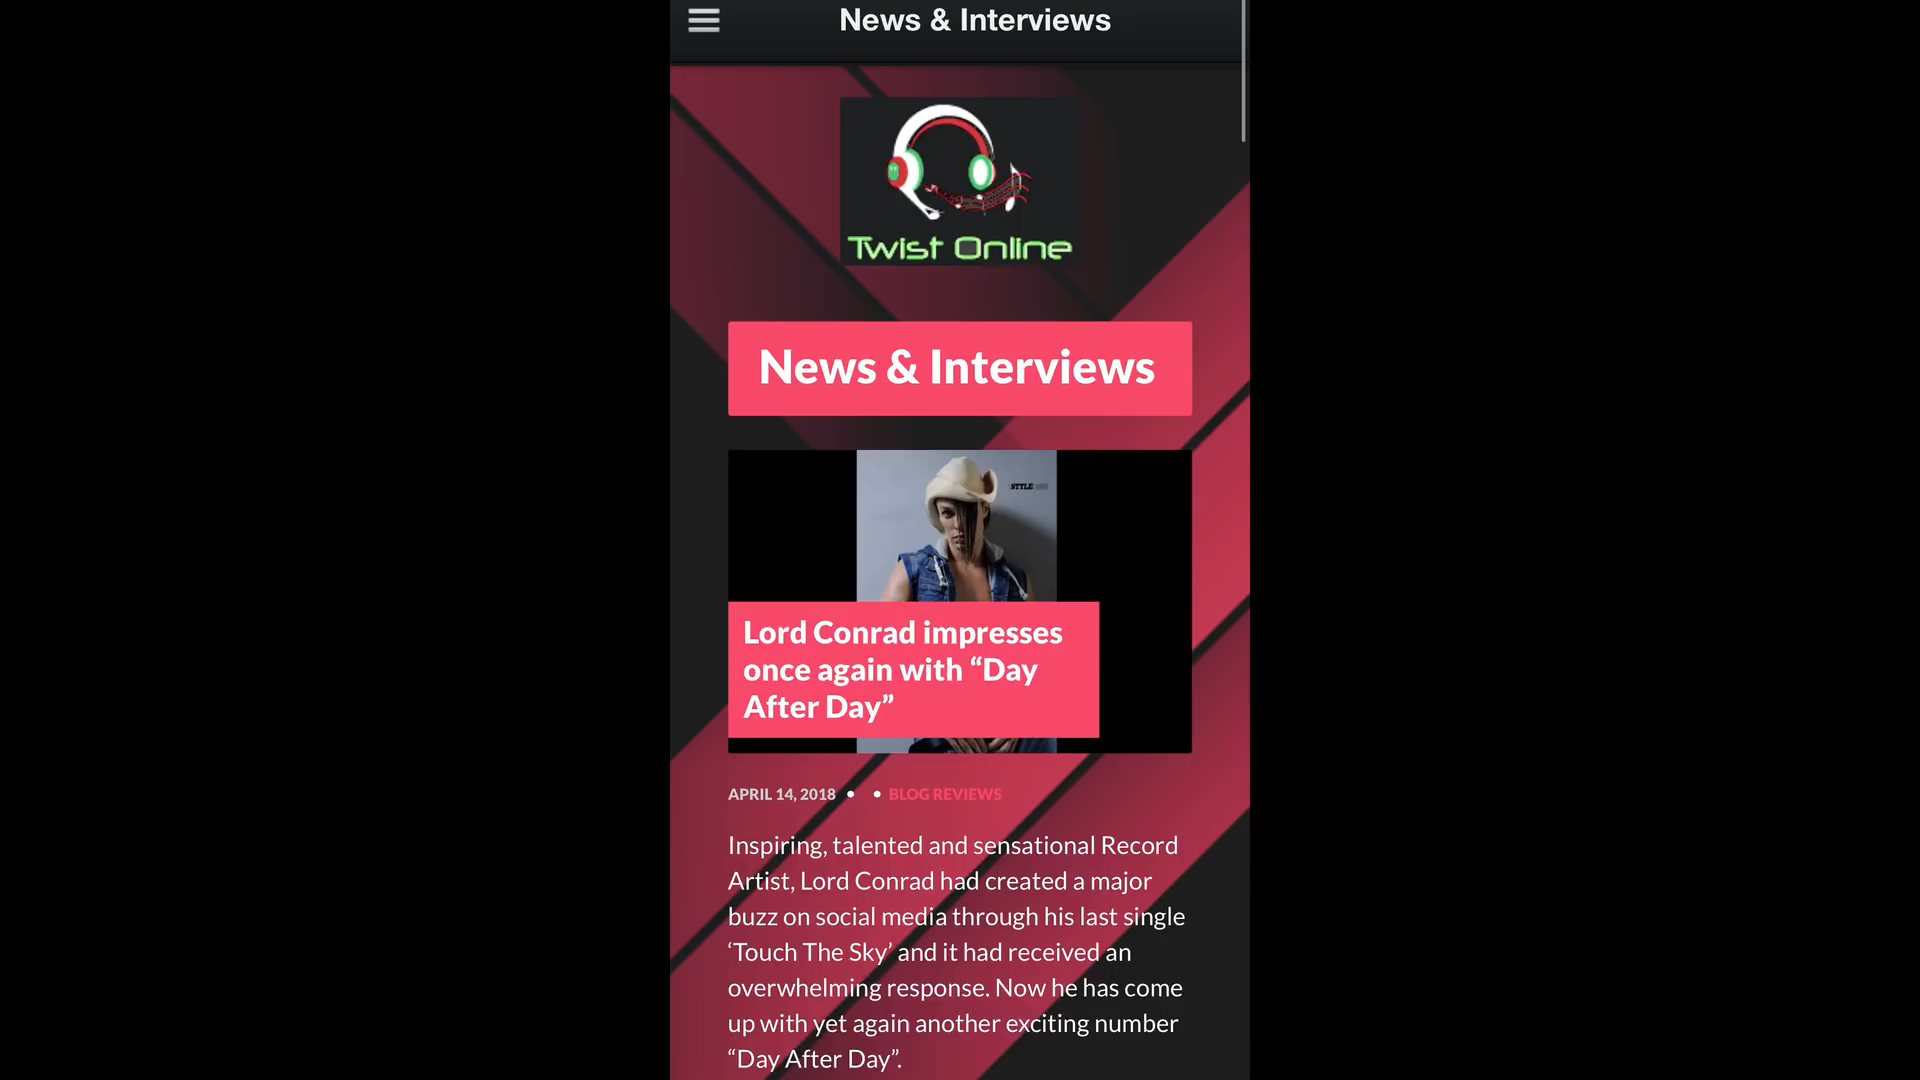 News & Interviews
Twist Online
News & Interviews
STYLE
Lord Conrad impresses
once again with “Day
After Day”
APRIL 14, 2018 • • BLOG REVIEWS
Inspiring, talented and sensational Record
Artist, Lord Conrad had created a major
buzz on social media through his last single
‘Touch The Sky’ and it had received an
overwhelming response. Now he has come
up with yet again another exciting number
“Day After Day”.